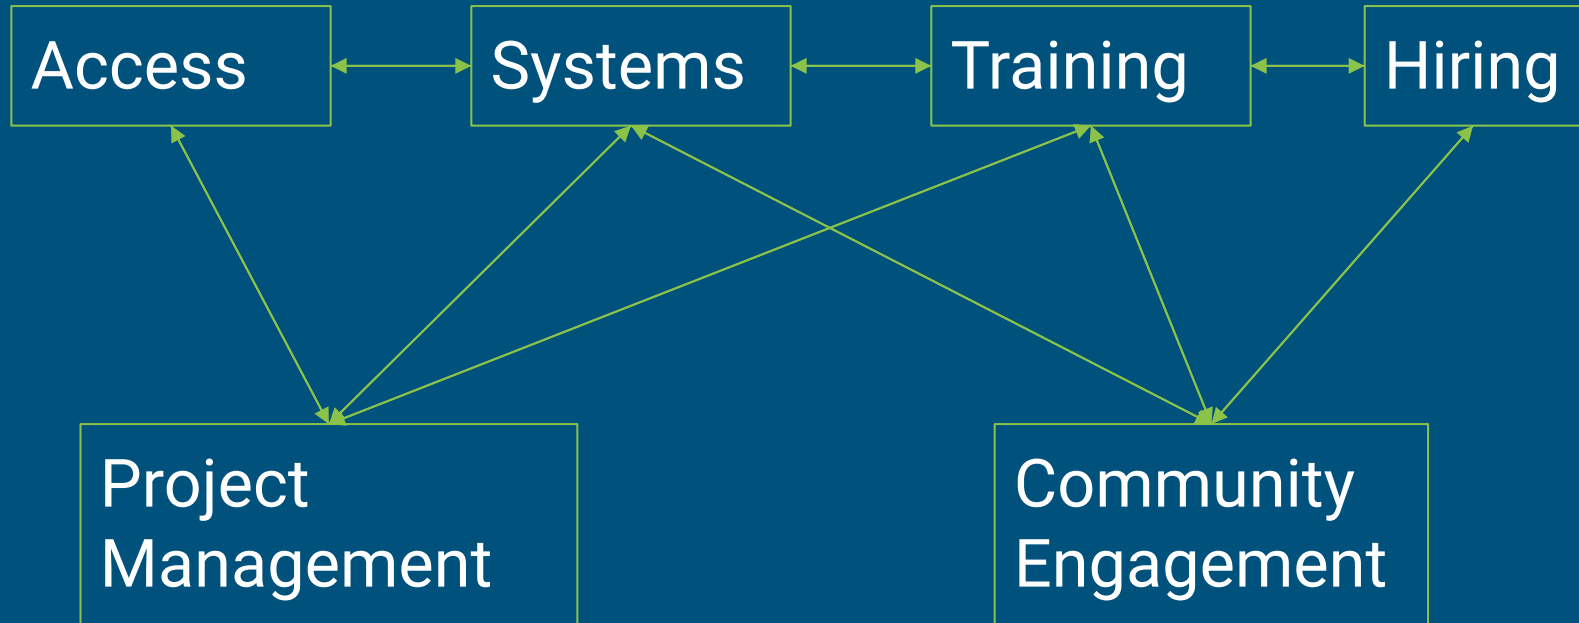 Access
Systems
Training
Hiring
Project
Management
Community
Engagement